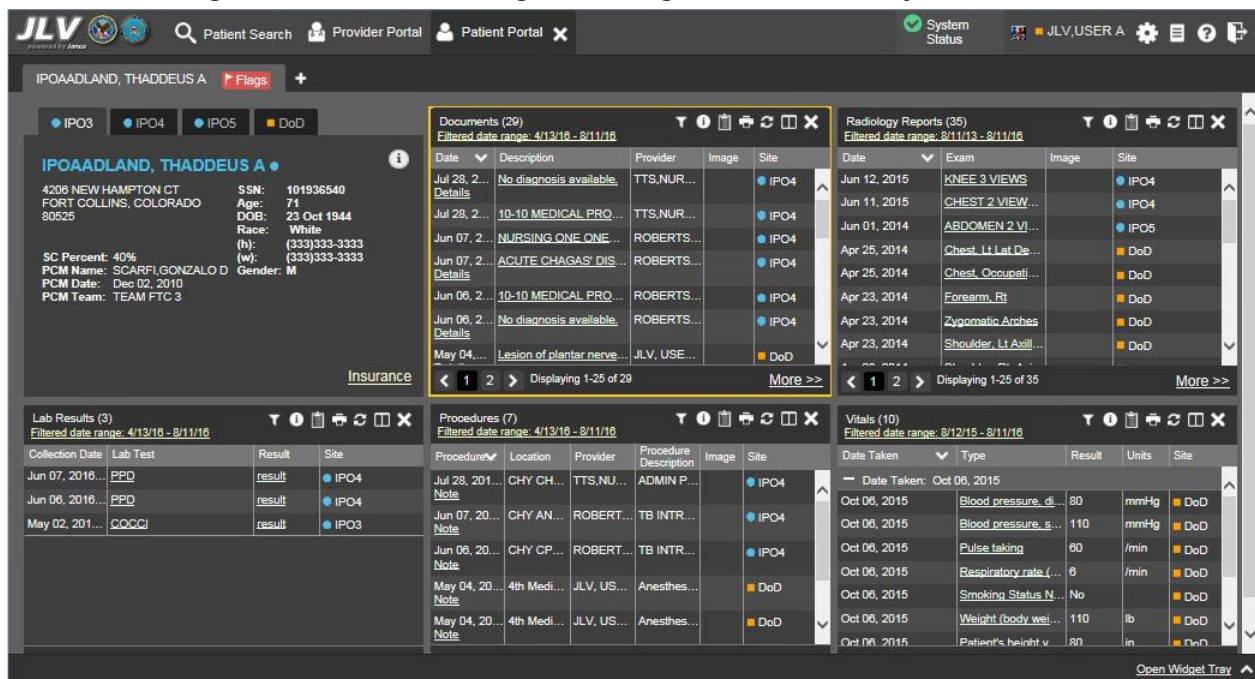 JLV
powered by Janus
Patient Search
Provider Portal
Patient Portal
System Status
JLV,USER A
IPOAADLAND, THADDEUS A
Flags
+
IPO3 IPO4 IPO5 DoD
IPOAADLAND, THADDEUS A
4206 NEW HAMPTON CT
FORT COLLINS, COLORADO
80525
SSN: 101936540
Age: 71
DOB: 23 Oct 1944
Race: White
(h): (333)333-3333
(w): (333)333-3333
SC Percent: 40%
PCM Name: SCARFI,GONZALO D Gender: M
PCM Date: Dec 02, 2010
PCM Team: TEAM FTC 3
Insurance
Documents (29)
Filtered date range: 4/13/16 - 8/11/16
Date Description Provider Image Site
Jul 28, 2... No diagnosis available. TTS,NUR... IPO4
Details
Jul 28, 2... 10-10 MEDICAL PRO... TTS,NUR... IPO4
Jun 07, 2... NURSING ONE ONE... ROBERTS... IPO4
Jun 07, 2... ACUTE CHAGAS' DIS... ROBERTS... IPO4
Details
Jun 06, 2... 10-10 MEDICAL PRO... ROBERTS... IPO4
Jun 06, 2... No diagnosis available. ROBERTS... IPO4
Details
May 04,... Lesion of plantar nerve... JLV, USE... DoD
1 2 Displaying 1-25 of 29 More >>
Radiology Reports (35)
Filtered date range: 8/11/13 - 8/11/16
Date Exam Image Site
Jun 12, 2015 KNEE 3 VIEWS IPO4
Jun 11, 2015 CHEST 2 VIEW... IPO4
Jun 01, 2014 ABDOMEN 2 VI... IPO5
Apr 25, 2014 Chest, Lt Lat De... DoD
Apr 25, 2014 Chest, Occupati... DoD
Apr 23, 2014 Forearm, Rt DoD
Apr 23, 2014 Zygomatic Arches DoD
Apr 23, 2014 Shoulder, Lt Axill... DoD
1 2 Displaying 1-25 of 35 More >>
Lab Results (3)
Filtered date range: 4/13/16 - 8/11/16
Collection Date Lab Test Result Site
Jun 07, 2016... PPD result IPO4
Jun 06, 2016... PPD result IPO4
May 02, 201... COCCI result IPO3
Procedures (7)
Filtered date range: 4/13/16 - 8/11/16
Procedure Location Provider Procedure Description Image Site
Jul 28, 201... CHY CH... TTS,NU... ADMIN P... IPO4
Note
Jun 07, 20... CHY AN... ROBERT... TB INTR... IPO4
Note
Jun 06, 20... CHY CP... ROBERT... TB INTR... IPO4
Note
May 04, 20... 4th Medi... JLV, US... Anesthes... DoD
Note
May 04, 20... 4th Medi... JLV, US... Anesthes... DoD
Note
Vitals (10)
Filtered date range: 8/12/15 - 8/11/16
Date Taken Type Result Units Site
Date Taken: Oct 06, 2015
Oct 06, 2015 Blood pressure, di... 80 mmHg DoD
Oct 06, 2015 Blood pressure, s... 110 mmHg DoD
Oct 06, 2015 Pulse taking 60 /min DoD
Oct 06, 2015 Respiratory rate (... 6 /min DoD
Oct 06, 2015 Smoking Status N... No DoD
Oct 06, 2015 Weight (body wei... 110 lb DoD
Oct 06, 2015 Patient's height v... 80 in DoD
Open Widget Tray